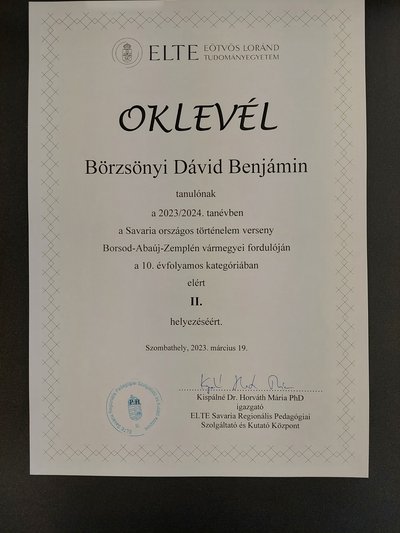 ELTE EÖTVÖS LORÁND
TUDOMÁNYEGYETEM
OKLEVÉL
Börzsönyi Dávid Benjámin
tanulónak
a 2023/2024. tanévben
a Savaria országos történelem verseny
Borsod-Abaúj-Zemplén vármegyei fordulóján
a 10. évfolyamos kategóriában
elért
II.
helyezéséért.
Szombathely, 2023. március 19.
Kispálné Dr. Horváth Mária PhD
igazgató
ELTE Savaria Regionális Pedagógiai
Szolgáltató és Kutató Központ